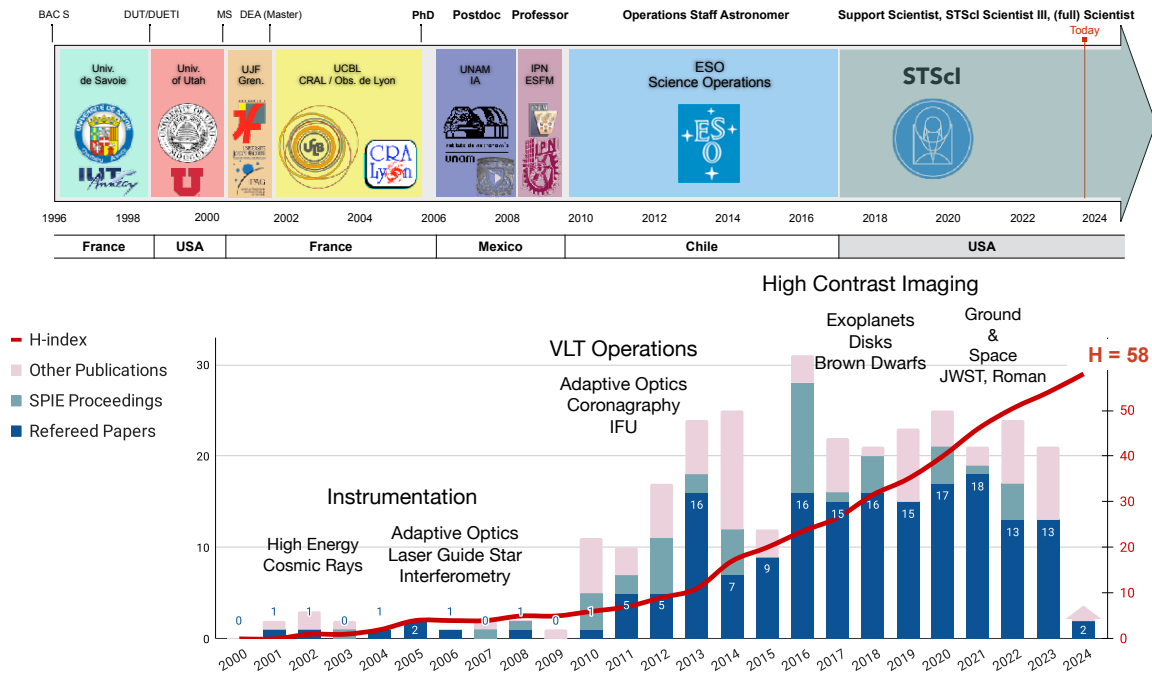 BAC S
DUT/DUETI
MS
DEA (Master)
PhD
Postdoc
Professor
Operations Staff Astronomer
Support Scientist, STScI Scientist III, (full) Scientist
Today
Univ.
de Savoie
Univ.
of Utah
UJF
Gren.
UCBL
CRAL / Obs. de Lyon
UNAM
IA
IPN
ESFM
ESO
Science Operations
STScI
IUT
Annecy
U
UCBL
CRA
Lyon
unam
IPN
ES
O
1996
1998
2000
2002
2004
2006
2008
2010
2012
2014
2016
2018
2020
2022
2024
France
USA
France
Mexico
Chile
USA
High Contrast Imaging
Exoplanets
Disks
Brown Dwarfs
Ground
&
Space
JWST, Roman
H = 58
VLT Operations
Adaptive Optics
Coronagraphy
IFU
Instrumentation
High Energy
Cosmic Rays
Adaptive Optics
Laser Guide Star
Interferometry
H-index
Other Publications
SPIE Proceedings
Refereed Papers
30
20
10
0
50
40
30
20
10
0
0
1
1
0
1
2
1
0
1
0
1
5
5
16
7
9
16
15
16
15
17
18
13
13
2
2000
2001
2002
2003
2004
2005
2006
2007
2008
2009
2010
2011
2012
2013
2014
2015
2016
2017
2018
2019
2020
2021
2022
2023
2024